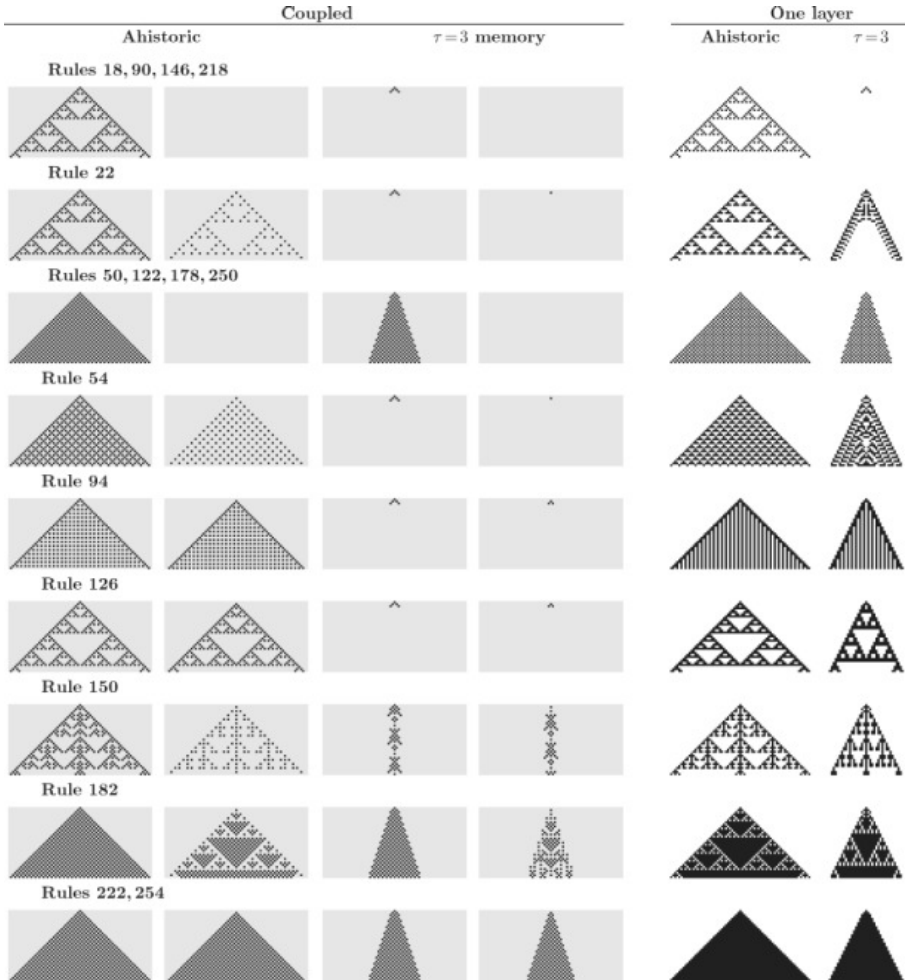 Coupled One layer
Ahistoric τ=3 memory Ahistoric τ=3
Rules 18, 90, 146, 218
Rule 22
Rules 50, 122, 178, 250
Rule 54
Rule 94
Rule 126
Rule 150
Rule 182
Rules 222, 254